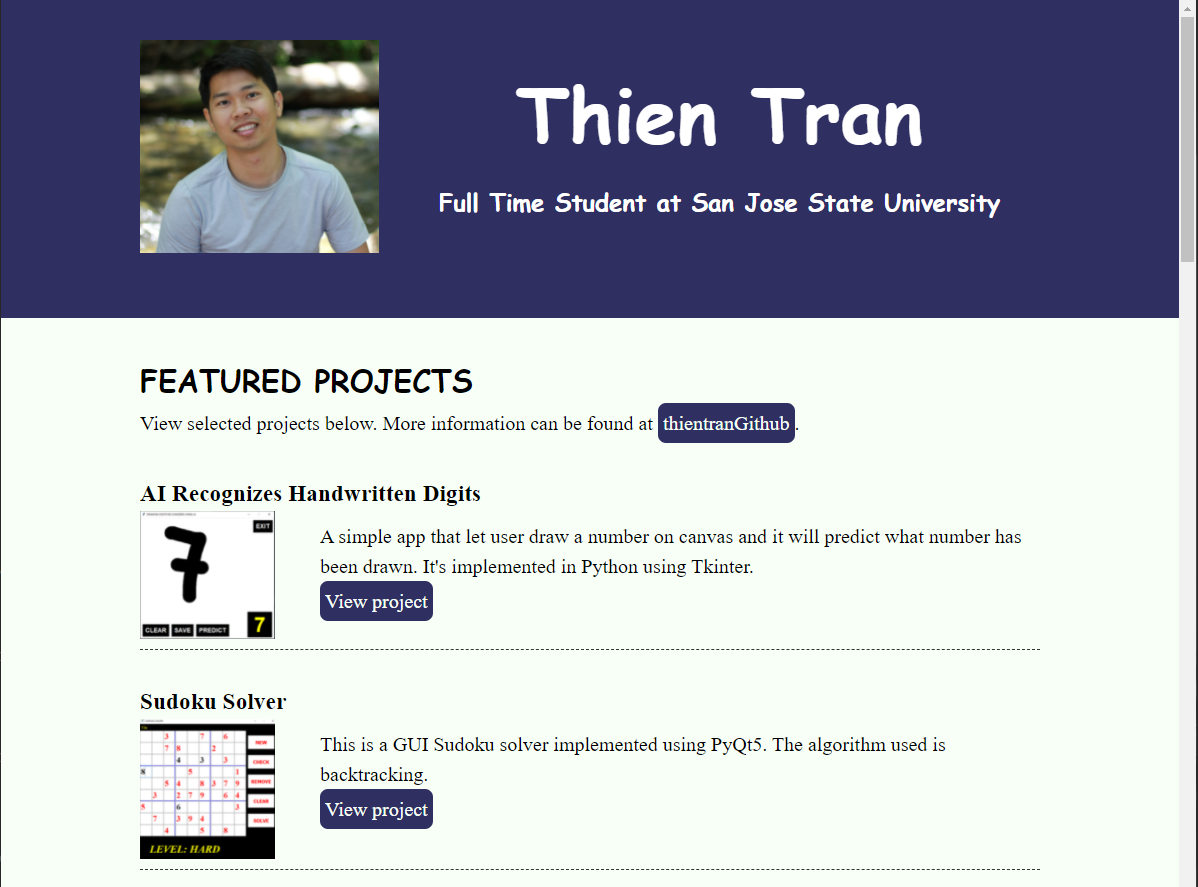 Thien Tran
Full Time Student at San Jose State University
FEATURED PROJECTS
View selected projects below. More information can be found at thientranGithub.
AI Recognizes Handwritten Digits
7
EXIT
CLEAR SAVE PREDICT 7
A simple app that let user draw a number on canvas and it will predict what number has
been drawn. It's implemented in Python using Tkinter.
View project
Sudoku Solver
NEW
CHECK
REMOVE
CLEAR
SOLVE
LEVEL: HARD
This is a GUI Sudoku solver implemented using PyQt5. The algorithm used is
backtracking.
View project